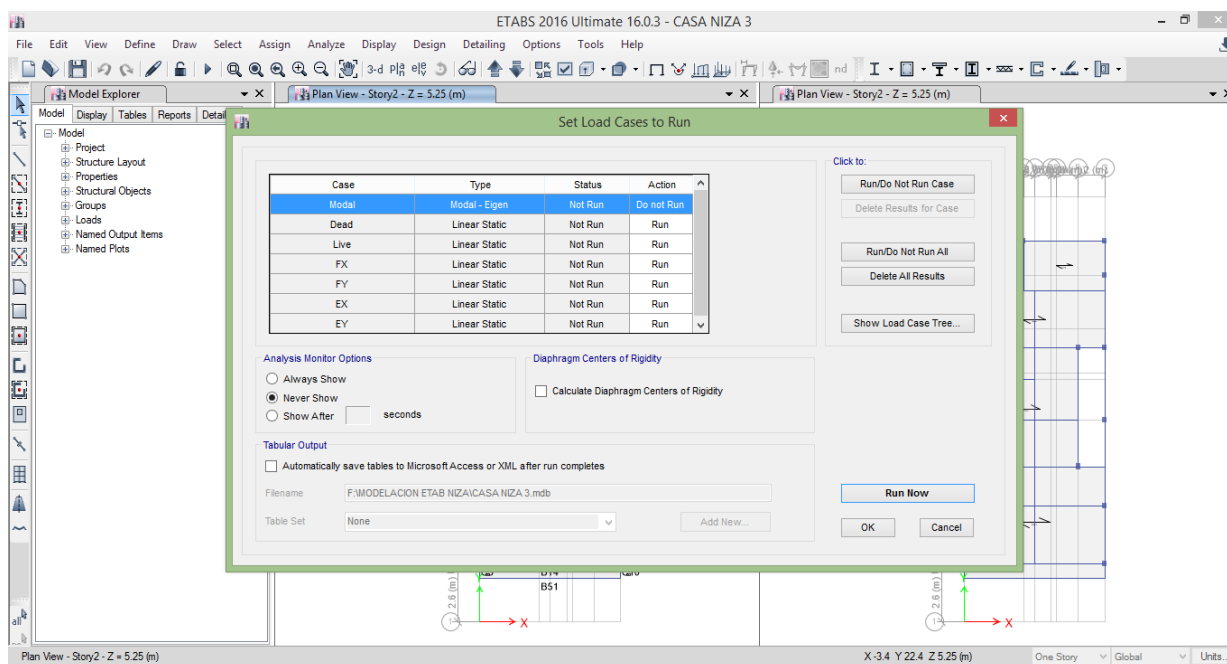 ETABS 2016 Ultimate 16.0.3 - CASA NIZA 3
File Edit View Define Draw Select Assign Analyze Display Design Detailing Options Tools Help
3-d nd
Model Explorer
Plan View - Story2 - Z = 5.25 (m)
Plan View - Story2 - Z = 5.25 (m)
Model Display Tables Reports Detail
Model
Project
Structure Layout
Properties
Structural Objects
Groups
Loads
Named Output Items
Named Plots
Set Load Cases to Run
Case Type Status Action
Modal Modal - Eigen Not Run Do not Run
Dead Linear Static Not Run Run
Live Linear Static Not Run Run
FX Linear Static Not Run Run
FY Linear Static Not Run Run
EX Linear Static Not Run Run
EY Linear Static Not Run Run
Click to:
Run/Do Not Run Case
Delete Results for Case
Run/Do Not Run All
Delete All Results
Show Load Case Tree...
Analysis Monitor Options
Always Show
Never Show
Show After seconds
Diaphragm Centers of Rigidity
Calculate Diaphragm Centers of Rigidity
Tabular Output
Automatically save tables to Microsoft Access or XML after run completes
Filename F:\MODELACION ETAB NIZA\CASA NIZA 3.mdb
Table Set None Add New...
Run Now
OK Cancel
B51
2.6 (m)
1
X
2.6 (m)
1
X
all
Plan View - Story2 - Z = 5.25 (m)
X -3.4 Y 22.4 Z 5.25 (m)
One Story Global Units...